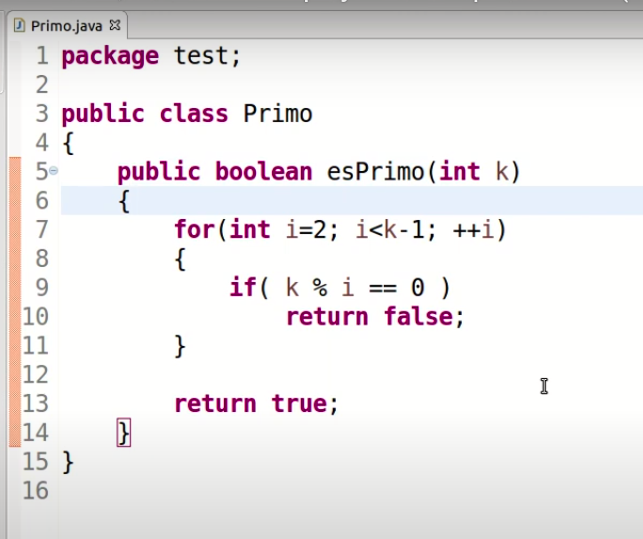 Primo.java
1 package test;
2
3 public class Primo
4 {
5     public boolean esPrimo(int k)
6     {
7         for(int i=2; i<k-1; ++i)
8         {
9             if( k % i == 0 )
10                 return false;
11         }
12
13         return true;
14     }
15 }
16